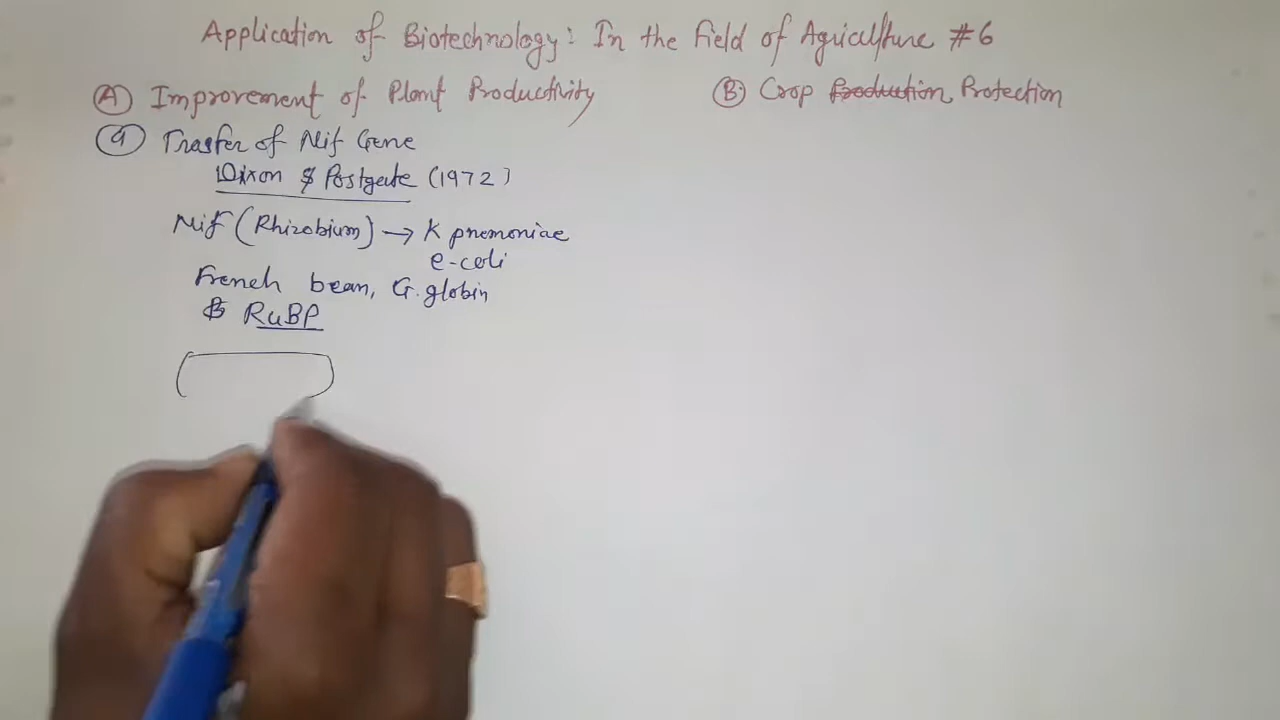 Application of Biotechnology: In the Field of Agriculture #6
(A) Improvement of Plant Productivity
(B) Crop Production Protection
(a) Trasfer of Nif Gene
Dixon & Postgate (1972)
Nif (Rhizobium) → K pnemoniae
e-coli
French bean, G. globin
& RuBP